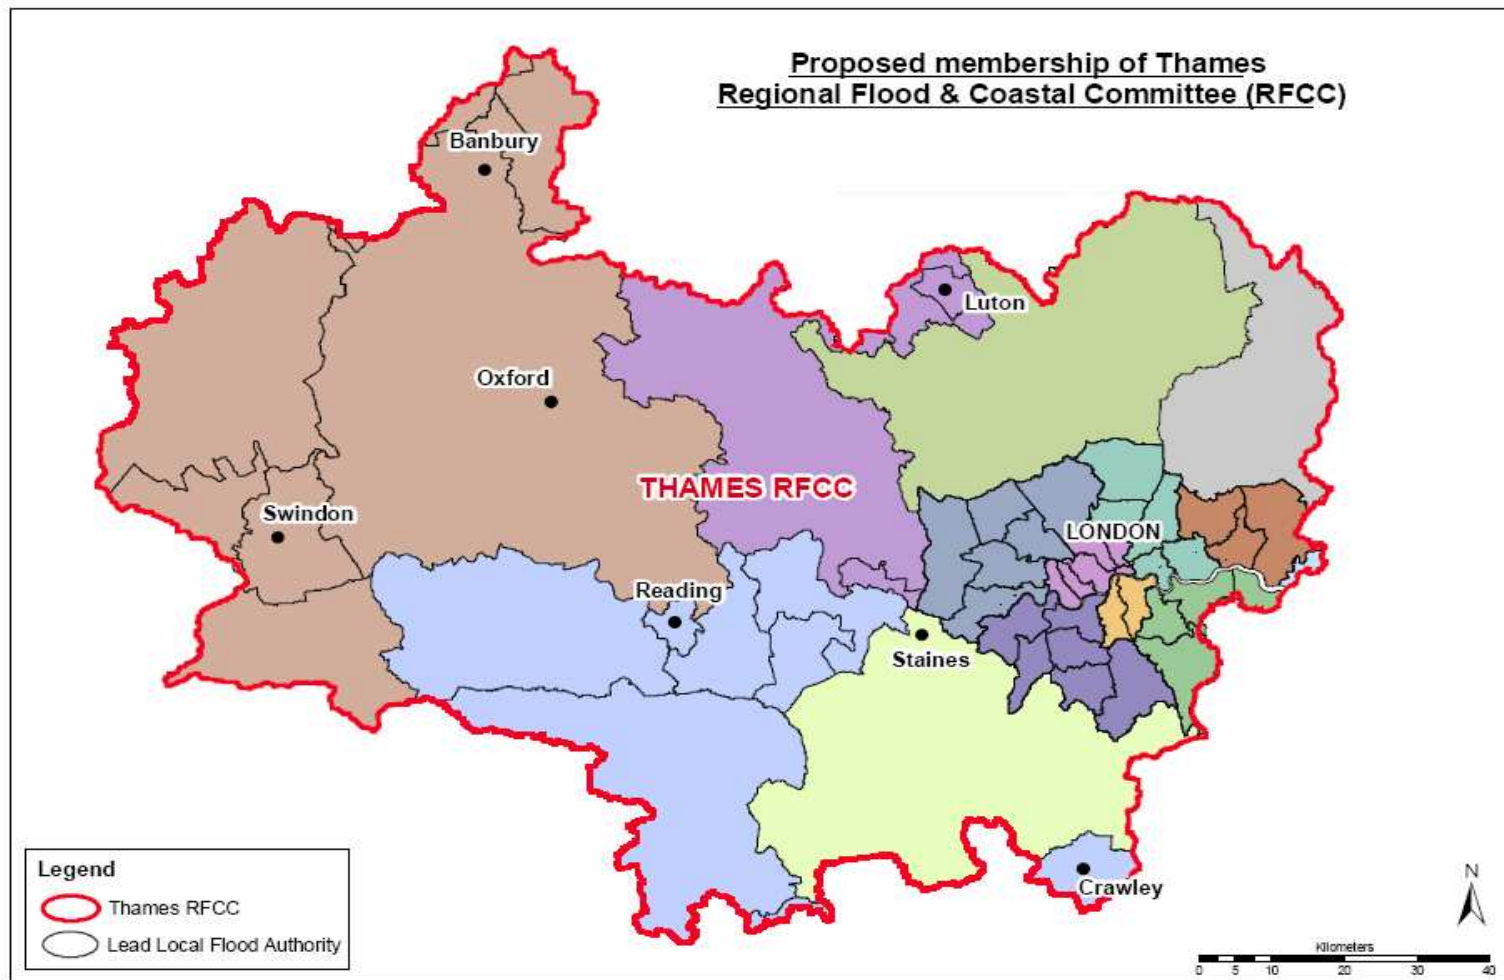 Proposed membership of Thames
Regional Flood & Coastal Committee (RFCC)
Banbury
Luton
Oxford
THAMES RFCC
Swindon
LONDON
Reading
Staines
Crawley
Legend
Thames RFCC
Lead Local Flood Authority
N
Kilometers
0 5 10 20 30 40